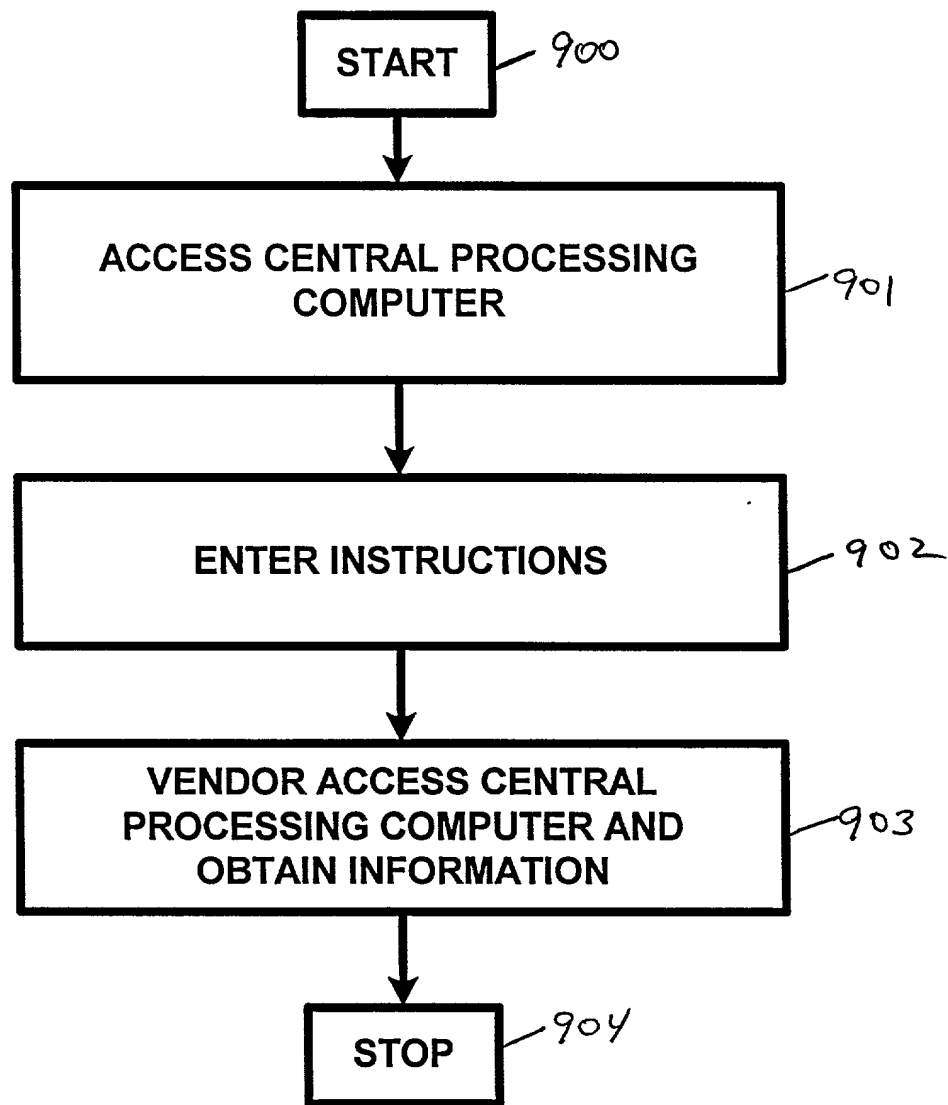 START
900
ACCESS CENTRAL PROCESSING
COMPUTER
901
ENTER INSTRUCTIONS
902
VENDOR ACCESS CENTRAL
PROCESSING COMPUTER AND
OBTAIN INFORMATION
903
STOP
904